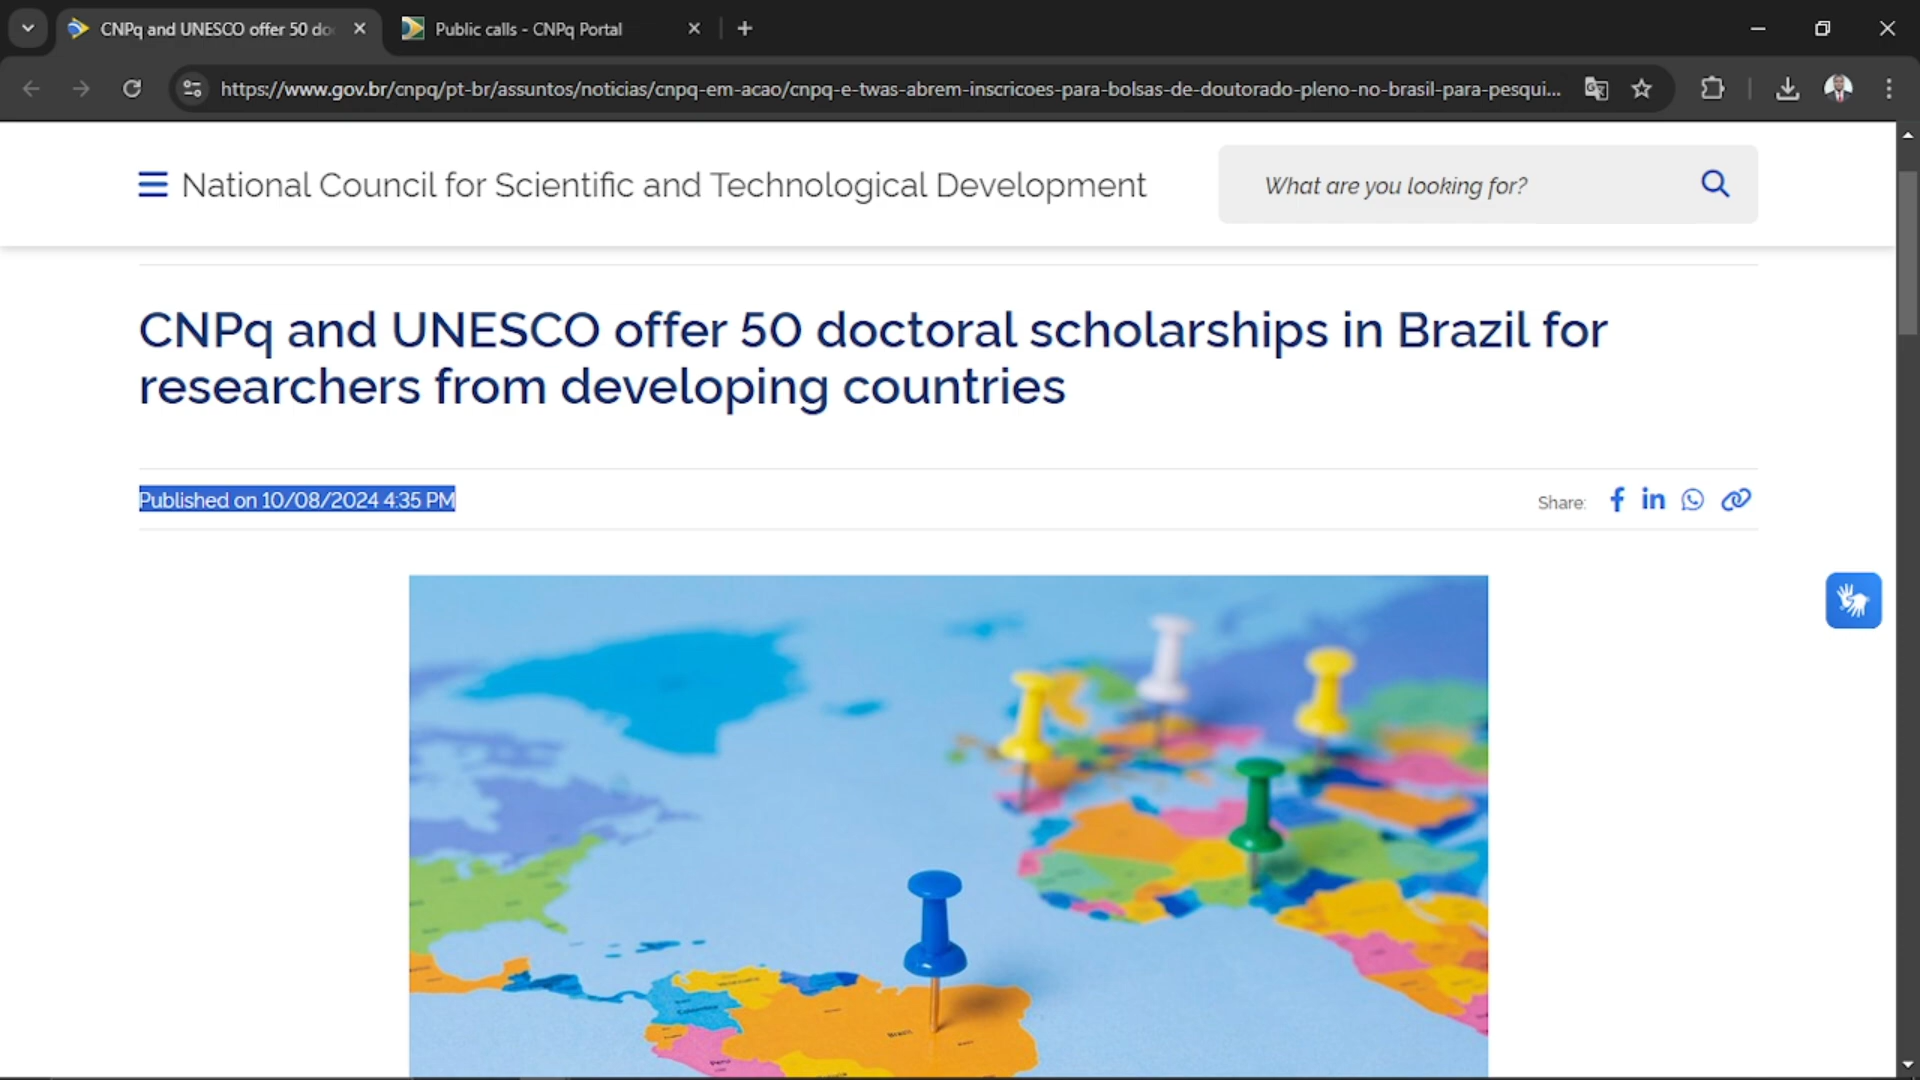 CNPq and UNESCO offer 50 do
Public calls - CNPq Portal
https://www.gov.br/cnpq/pt-br/assuntos/noticias/cnpq-em-acao/cnpq-e-twas-abrem-inscricoes-para-bolsas-de-doutorado-pleno-no-brasil-para-pesqui...
National Council for Scientific and Technological Development
What are you looking for?
CNPq and UNESCO offer 50 doctoral scholarships in Brazil for
researchers from developing countries
Published on 10/08/2024 4:35 PM
Share:
Brazil